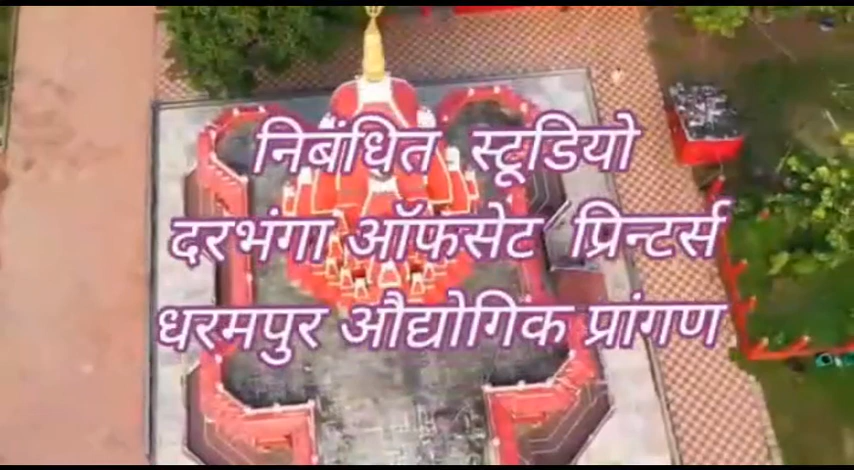 निबंधित स्टूडियो
दरभंगा ऑफसेट प्रिन्टर्स
धरमपुर औद्योगिक प्रांगण